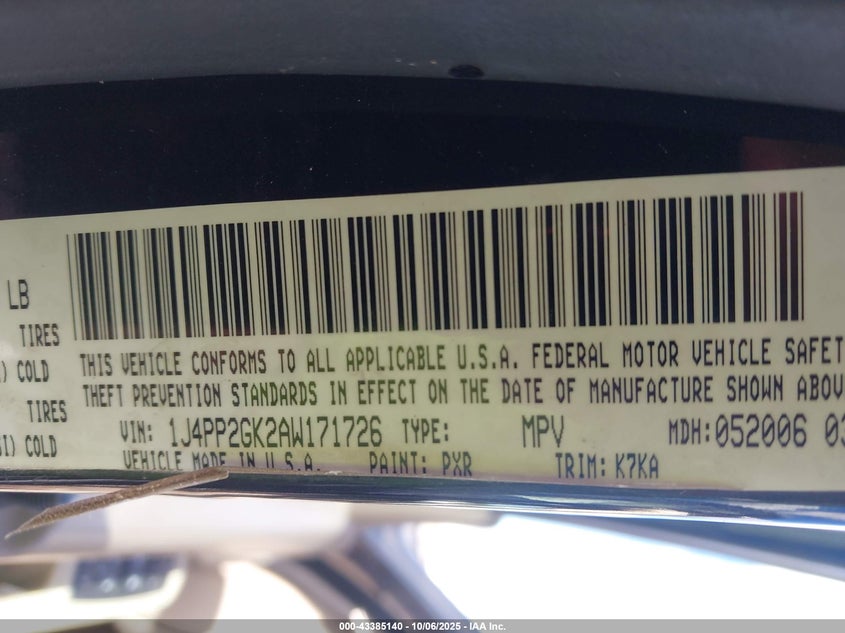 LB
TIRES
) COLD
TIRES
SI) COLD
THIS VEHICLE CONFORMS TO ALL APPLICABLE U.S.A. FEDERAL MOTOR VEHICLE SAFET
THEFT PREVENTION STANDARDS IN EFFECT ON THE DATE OF MANUFACTURE SHOWN ABOV
VIN: 1J4PP2GK2AW171726 TYPE: MPV MDH:052006 03
VEHICLE MADE IN U.S.A. PAINT: PXR TRIM: K7KA
000-43385140 - 10/06/2025 - IAA Inc.